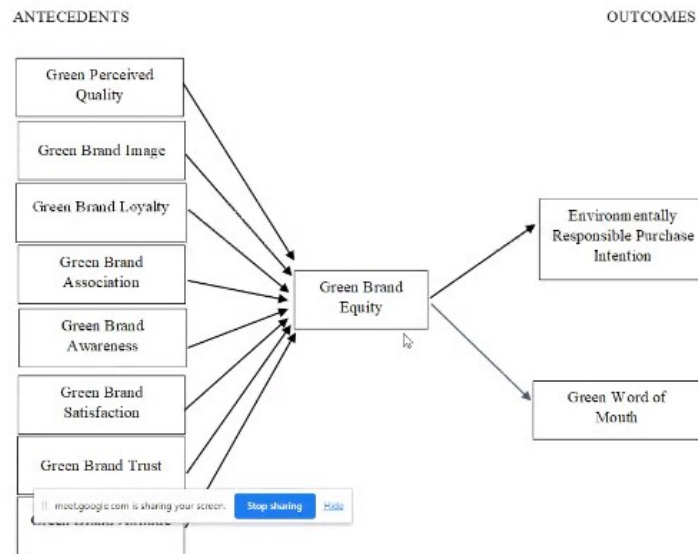 ANTECEDENTS
OUTCOMES
Green Perceived
Quality
Green Brand Image
Green Brand Loyalty
Green Brand
Association
Green Brand
Awareness
Green Brand
Satisfaction
Green Brand Trust
Green Brand
Equity
Environmentally
Responsible Purchase
Intention
Green Word of
Mouth
meet.google.com is sharing your screen.
Stop sharing
Hide